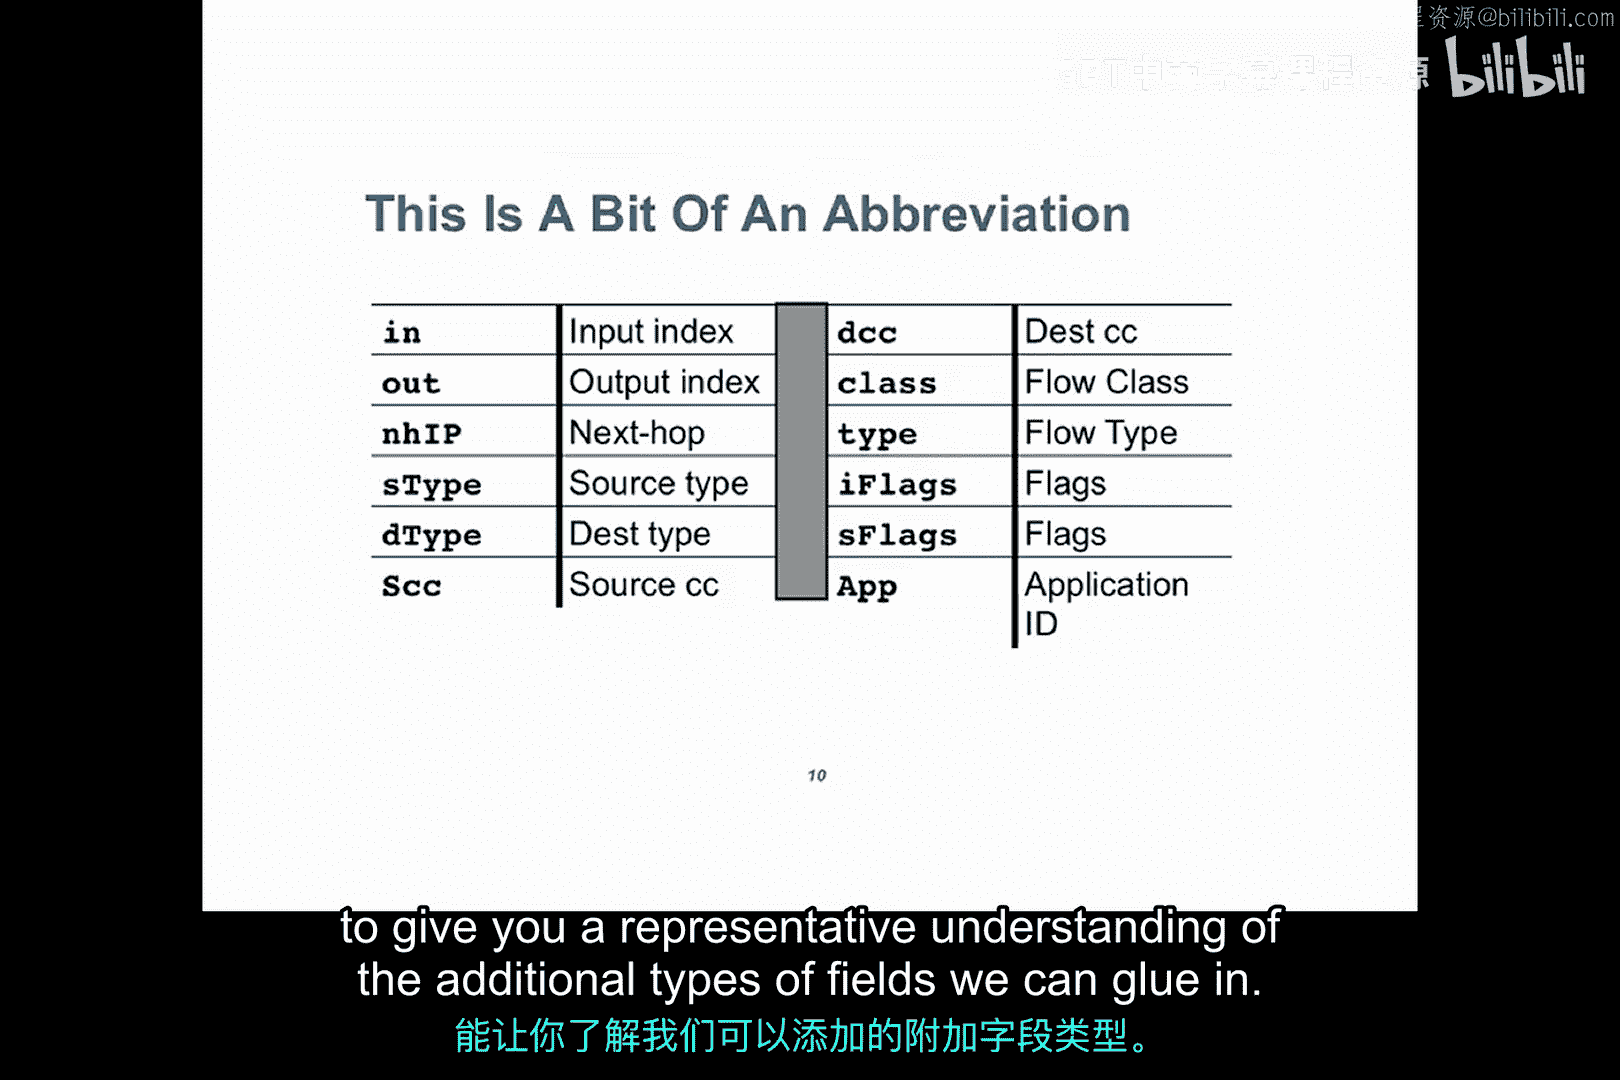 资源@bilibili.com
bilibili
This Is A Bit Of An Abbreviation
in Input index dcc Dest cc
out Output index class Flow Class
nhIP Next-hop type Flow Type
sType Source type iFlags Flags
dType Dest type sFlags Flags
Scc Source cc App Application
ID
10
to give you a representative understanding of
the additional types of fields we can glue in.
能让你了解我们可以添加的附加字段类型。